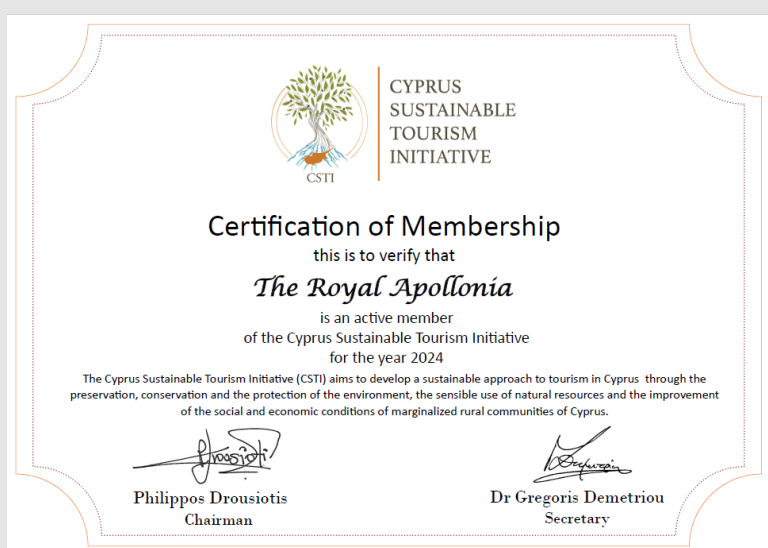 CYPRUS
SUSTAINABLE
TOURISM
INITIATIVE
CSTI
Certification of Membership
this is to verify that
The Royal Apollonia
is an active member
of the Cyprus Sustainable Tourism Initiative
for the year 2024
The Cyprus Sustainable Tourism Initiative (CSTI) aims to develop a sustainable approach to tourism in Cyprus through the
preservation, conservation and the protection of the environment, the sensible use of natural resources and the improvement
of the social and economic conditions of marginalized rural communities of Cyprus.
Philippos Drousiotis
Chairman
Dr Gregoris Demetriou
Secretary